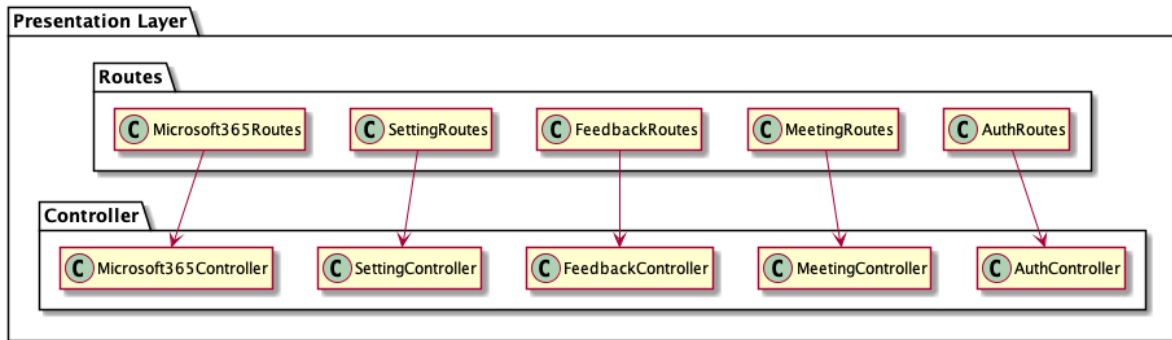 Presentation Layer
Routes
C Microsoft365Routes
C SettingRoutes
C FeedbackRoutes
C MeetingRoutes
C AuthRoutes
Controller
C Microsoft365Controller
C SettingController
C FeedbackController
C MeetingController
C AuthController